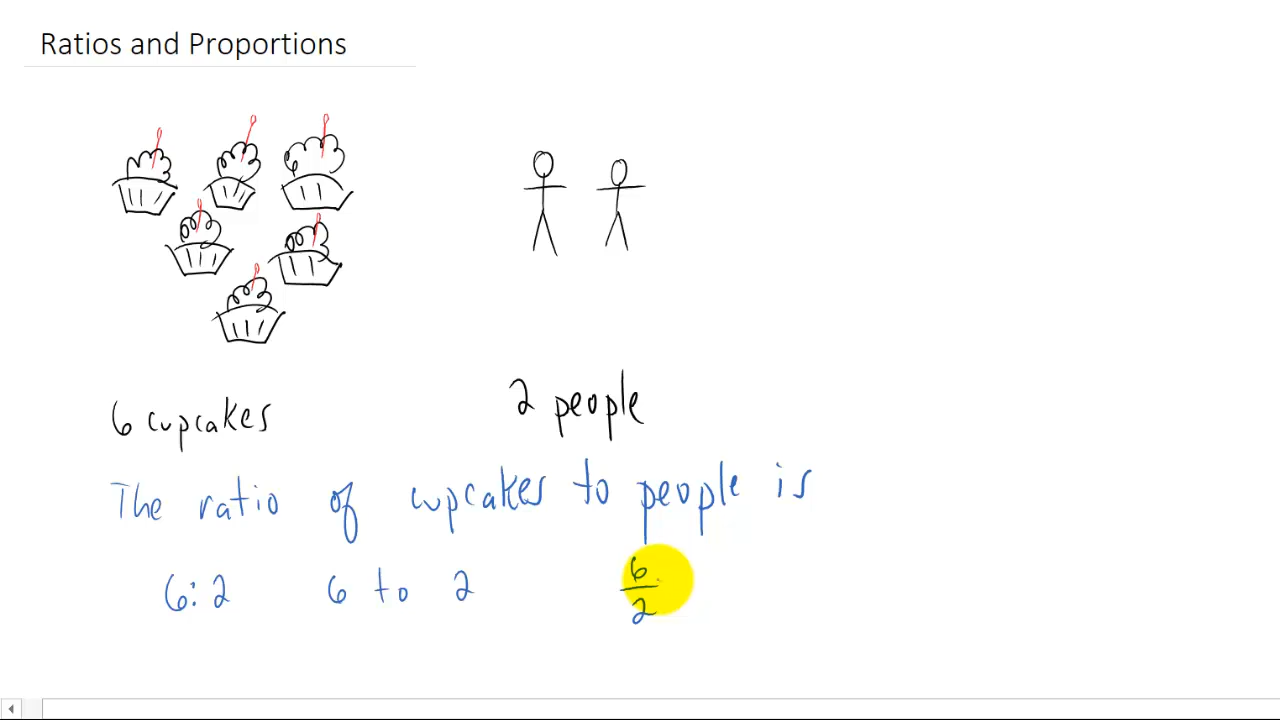 Ratios and Proportions
6 cupcakes 2 people
The ratio of cupcakes to people is
6:2 6 to 2 6/2